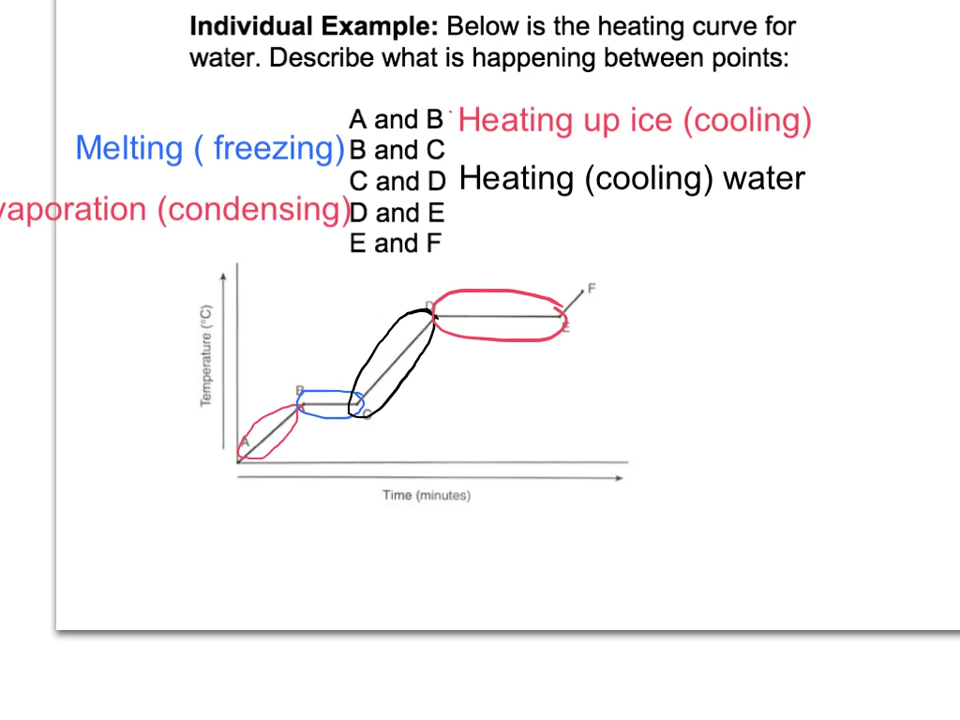 Individual Example: Below is the heating curve for
water. Describe what is happening between points:
A and B Heating up ice (cooling)
Melting ( freezing) B and C
C and D Heating (cooling) water
vaporation (condensing) D and E
E and F
Temperature (°C)
A
B
C
D
E
F
Time (minutes)